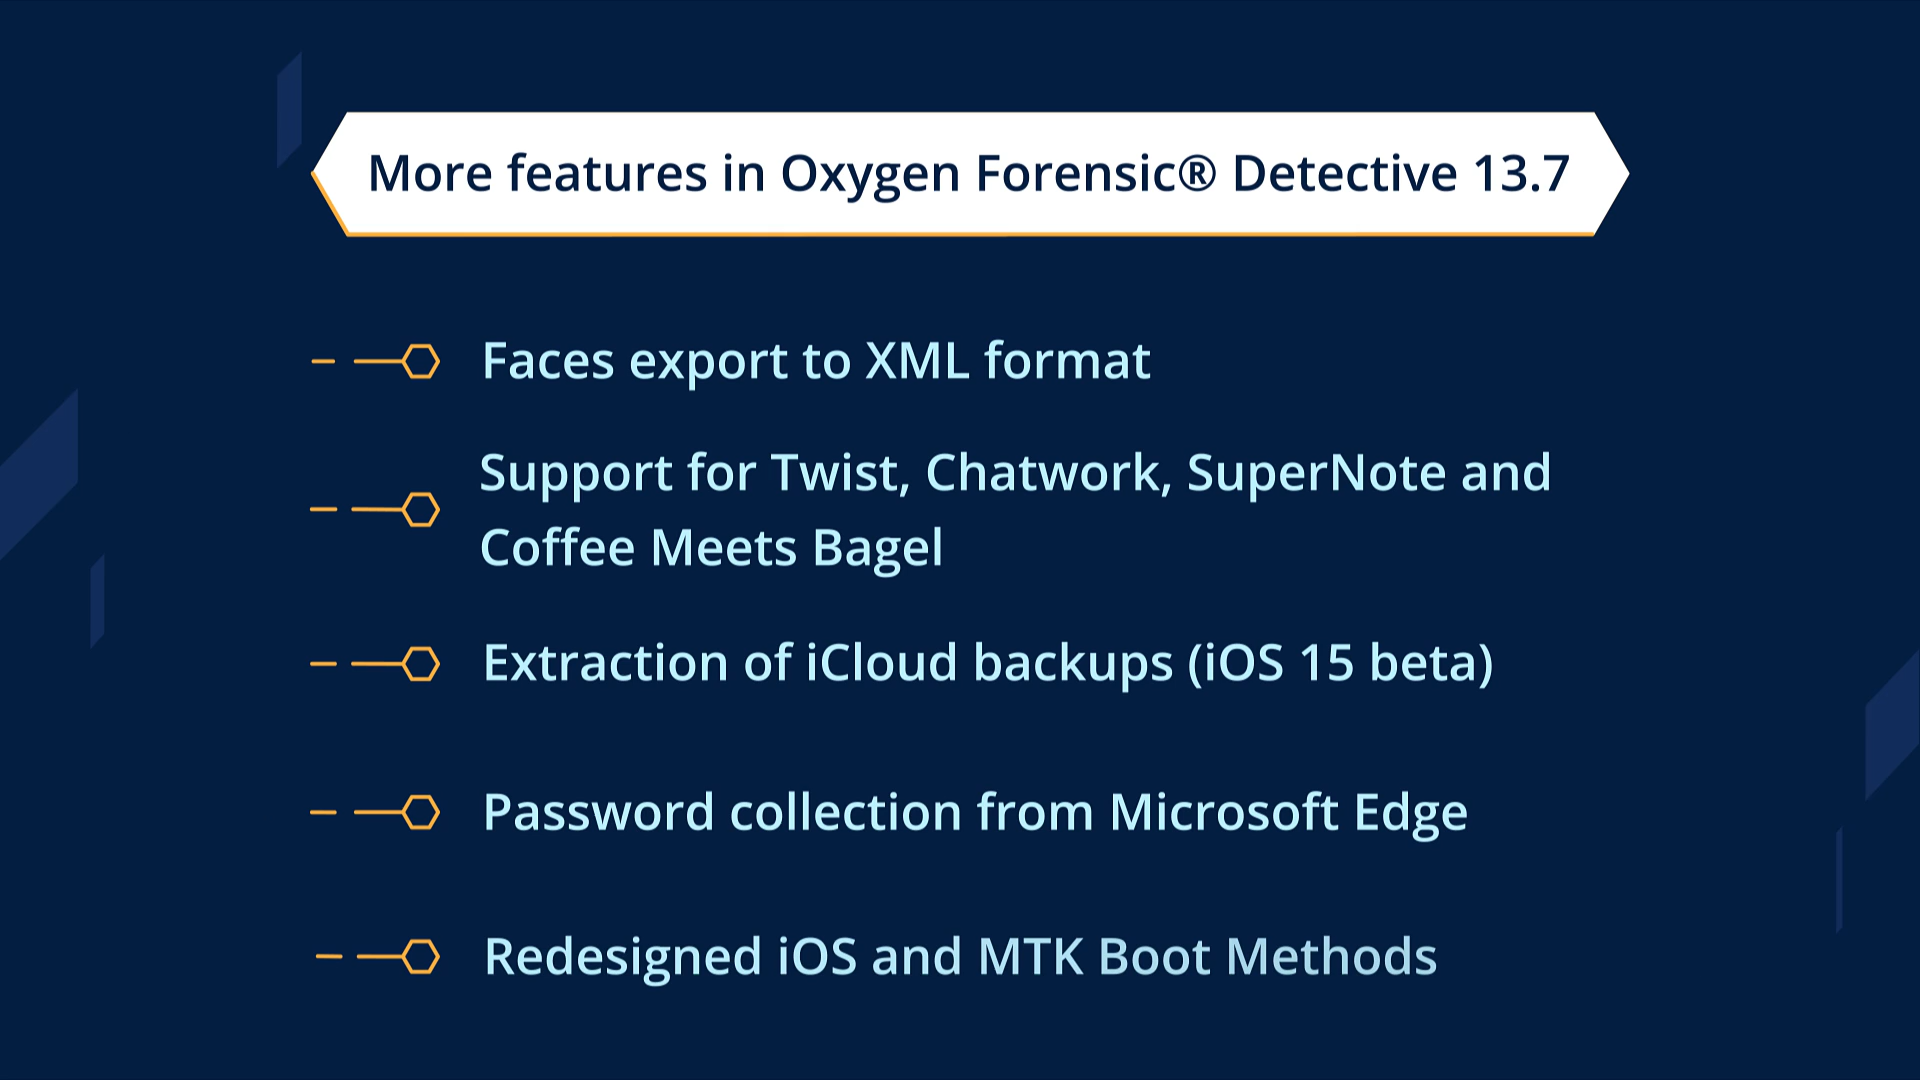 More features in Oxygen Forensic® Detective 13.7
Faces export to XML format
Support for Twist, Chatwork, SuperNote and
Coffee Meets Bagel
Extraction of iCloud backups (iOS 15 beta)
Password collection from Microsoft Edge
Redesigned iOS and MTK Boot Methods